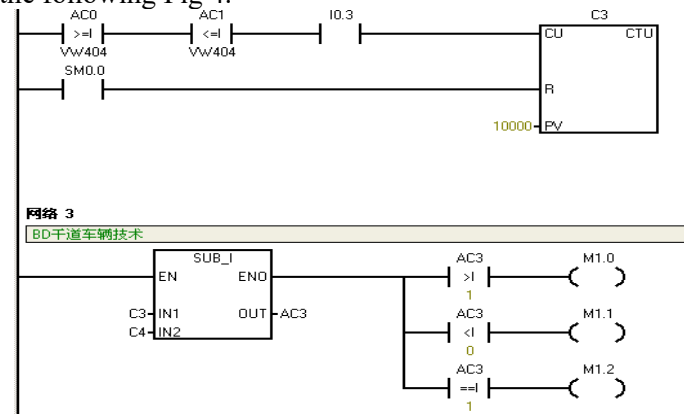 the following Fig 4.
AC0 AC1 I0.3 C3
>=I <=I CU CTU
VW404 VW404
SM0.0
R
10000 PV
网络 3
BD干道车辆技术
SUB_I AC3 M1.0
EN ENO >I
1
C3 IN1 OUT AC3 AC3 M1.1
C4 IN2 <I
0
AC3 M1.2
==I
1